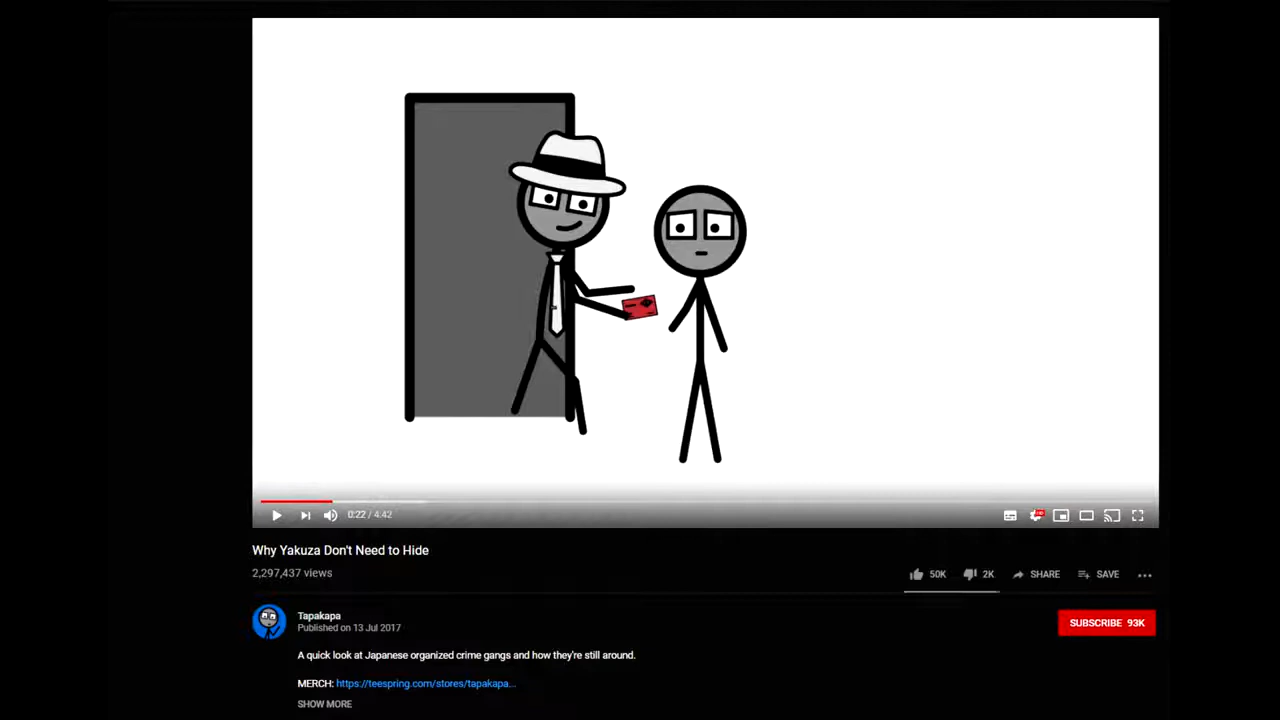 0:22 / 4:42
HD
Why Yakuza Don't Need to Hide
2,297,437 views
50K
2K
SHARE
SAVE
Tapakapa
Published on 13 Jul 2017
SUBSCRIBE 93K
A quick look at Japanese organized crime gangs and how they're still around.
MERCH: https://teespring.com/stores/tapakapa...
SHOW MORE